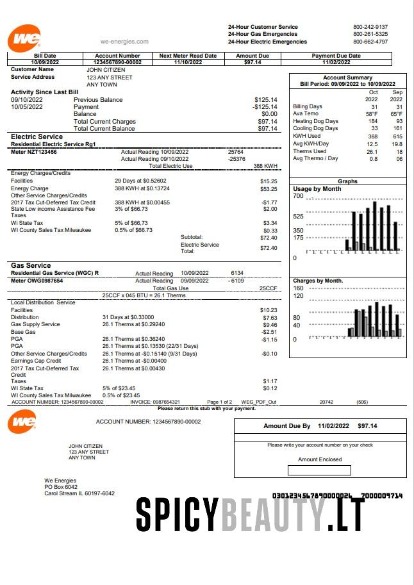 we
we-energies.com
24-Hour Customer Service 800-242-9137
24-Hour Gas Emergencies 800-261-5325
24-Hour Electric Emergencies 800-662-4797
Bill Date Account Number Next Meter Read Date Amount Due Payment Due Date
10/09/2022 1234567890-00002 11/10/2022 $97.14 11/02/2022
Customer Name JOHN CITIZEN
Service Address 123 ANY STREET
ANY TOWN
Activity Since Last Bill
09/10/2022 Previous Balance $125.14
10/05/2022 Payment -$125.14
Balance $0.00
Total Current Charges $97.14
Total Current Balance $97.14
Account Summary
Bill Period: 09/09/2022 to 10/09/2022
Oct Sep
2022 2022
Billing Days 31 31
Ave Temp 58°F 65°F
Heating Dog Days 184 93
Cooling Dog Days 33 161
KWH Used 388 615
Avg KWH/Day 12.5 19.8
Therms Used 26.1 18
Avg Thermo / Day 0.8 06
Electric Service
Residential Electric Service Rg1
Meter NZT123456 Actual Reading 10/09/2022 25764
Actual Reading 09/10/2022 -25376
Total Electric Use 388 KWH
Energy Charges/Credits
Facilities 29 Days at $0.52602 $15.25
Energy Charge 388 KWH at $0.13724 $53.25
Other Service Charges/Credits
2017 Tax Cut-Deferred Tax Credit 388 KWH at $0.00455 -$1.77
State Low Income Assistance Fee 3% of $66.73 $2.00
Taxes
WI State Tax 5% of $66.73 $3.34
WI County Sales Tax Milwaukee 0.5% of $66.73 $0.33
Subtotal: $72.40
Electric Service
Total: $72.40
Graphs
Usage by Month
700
525
350
175
0
Gas Service
Residential Gas Service (WGC) R Actual Reading 10/09/2022 6134
Meter OWG0987654 Actual Reading 09/10/2022 - 6109
Total Gas Use 25CCF
25CCF x 045 BTU = 26.1 Therms
Charges by Month.
160
120
80
40
0
Local Distribution Service
Facilities $10.23
Distribution 31 Days at $0.33000 $7.63
Gas Supply Service 26.1 Therms at $0.29240 $9.46
Base Gas -$2.51
PGA 26.1 Therms at $0.36240 -$1.15
PGA 26.1 Therms at $0.13530 (22/31 Days)
Other Service Charges/Credits 26.1 Therms at -$0.15140 (9/31 Days) -$0.10
Earnings Cap Credit 26.1 Therms at -$0.00400
2017 Tax Cut-Deferred Tax 26.1 Therms at $0.00430
Credit
Taxes $1.17
WI State Tax 5% of $23.45 $0.12
WI County Sales Tax Milwaukee 0.5% of $23.45
ACCOUNT NUMBER: 1234567890-00002 INVOICE: 0987654321 Page 1 of 2 WEC_PDF_Out 20742 (506)
Please return this stub with your payment.
we
ACCOUNT NUMBER: 1234567890-00002
Amount Due By 11/02/2022 $97.14
Please write your account number on your check
Amount Enclosed
JOHN CITIZEN
123 ANY STREET
ANY TOWN
We Energies
PO Box 6042
Carol Stream IL 60197-6042
SPICYBEAUTY.LT